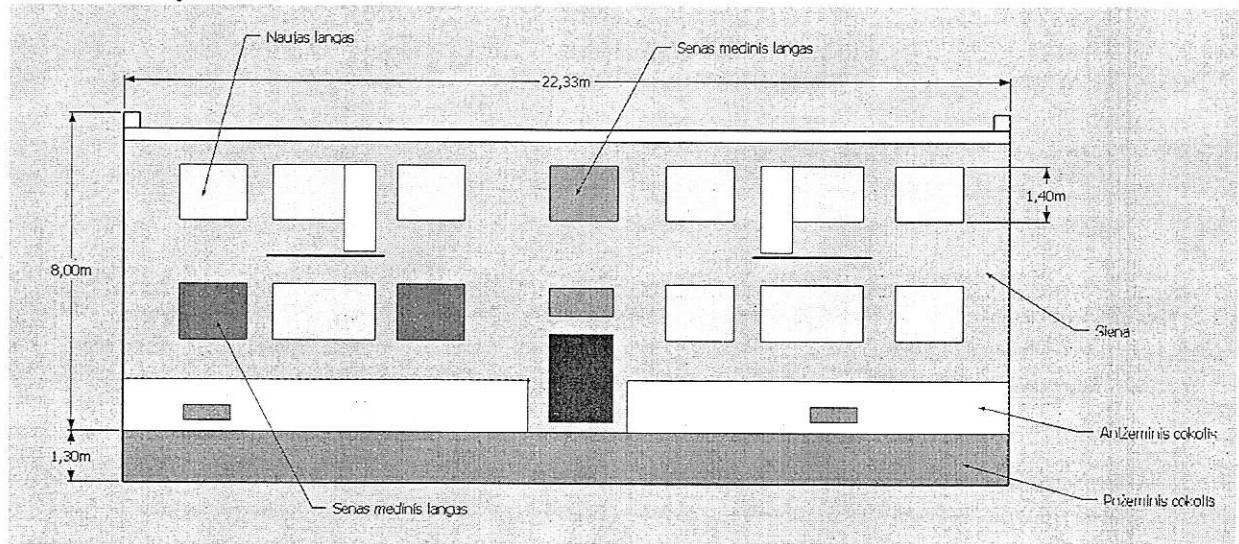 Naujas langas
Senas medinis langas
22,33m
1,40m
8,00m
Siena
Antžeminis cokolis
1,30m
Požeminis cokolis
Senas medinis langas